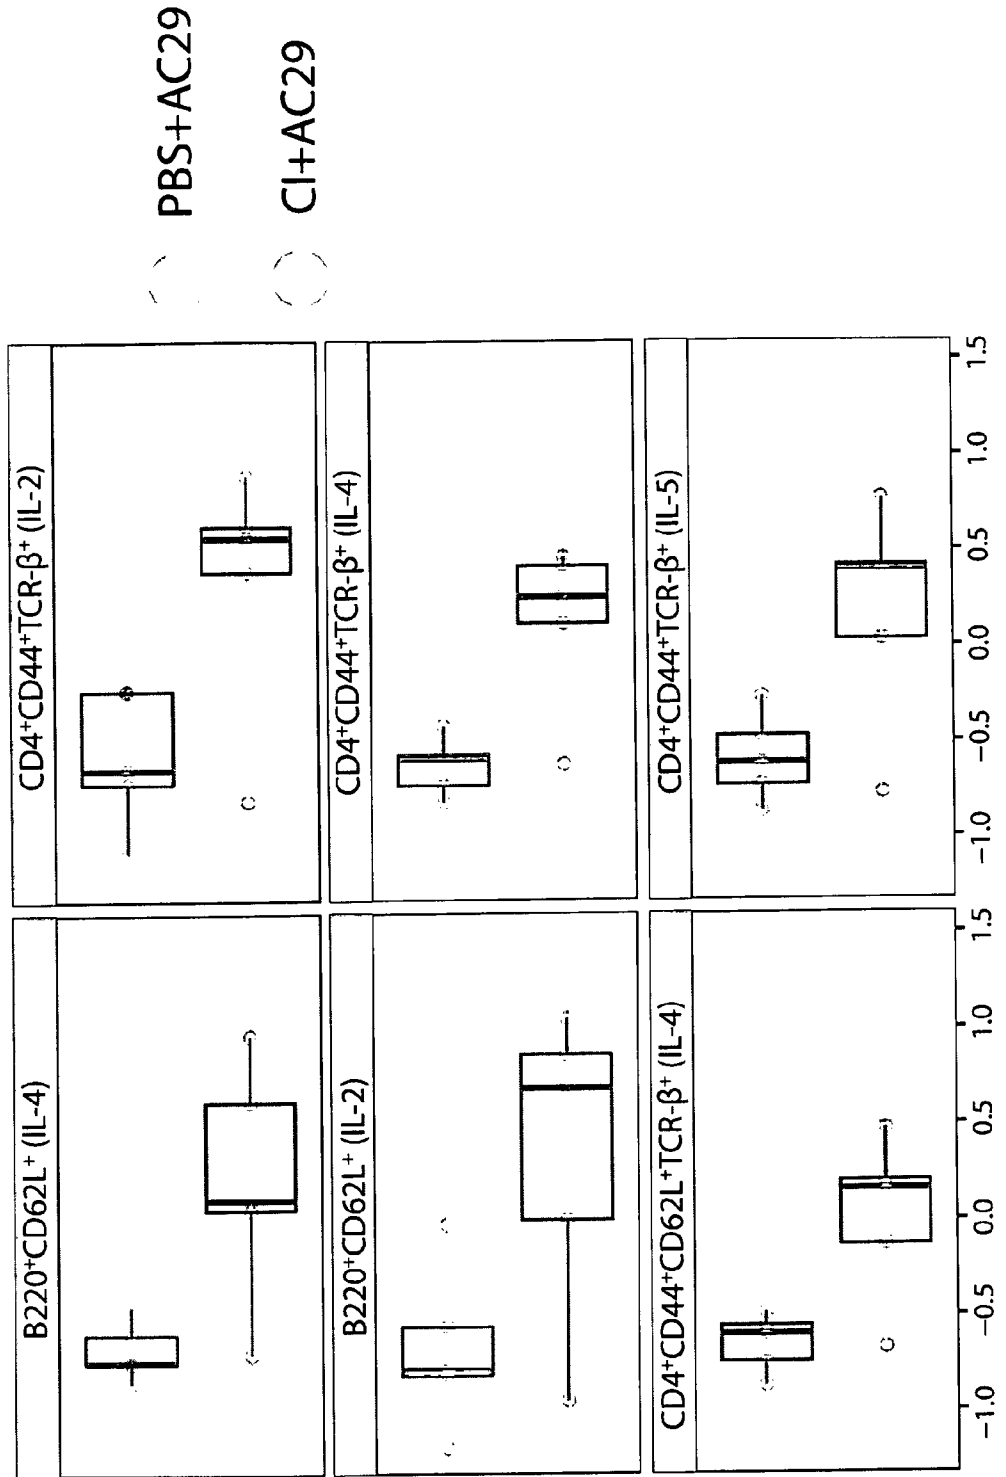 B220⁺CD62L⁺ (IL-4)
CD4⁺CD44⁺TCR-β⁺ (IL-2)
PBS+AC29
CI+AC29
B220⁺CD62L⁺ (IL-2)
CD4⁺CD44⁺TCR-β⁺ (IL-4)
CD4⁺CD44⁺CD62L⁺TCR-β⁺ (IL-4)
CD4⁺CD44⁺TCR-β⁺ (IL-5)
−1.0 −0.5 0.0 0.5 1.0 1.5
−1.0 −0.5 0.0 0.5 1.0 1.5